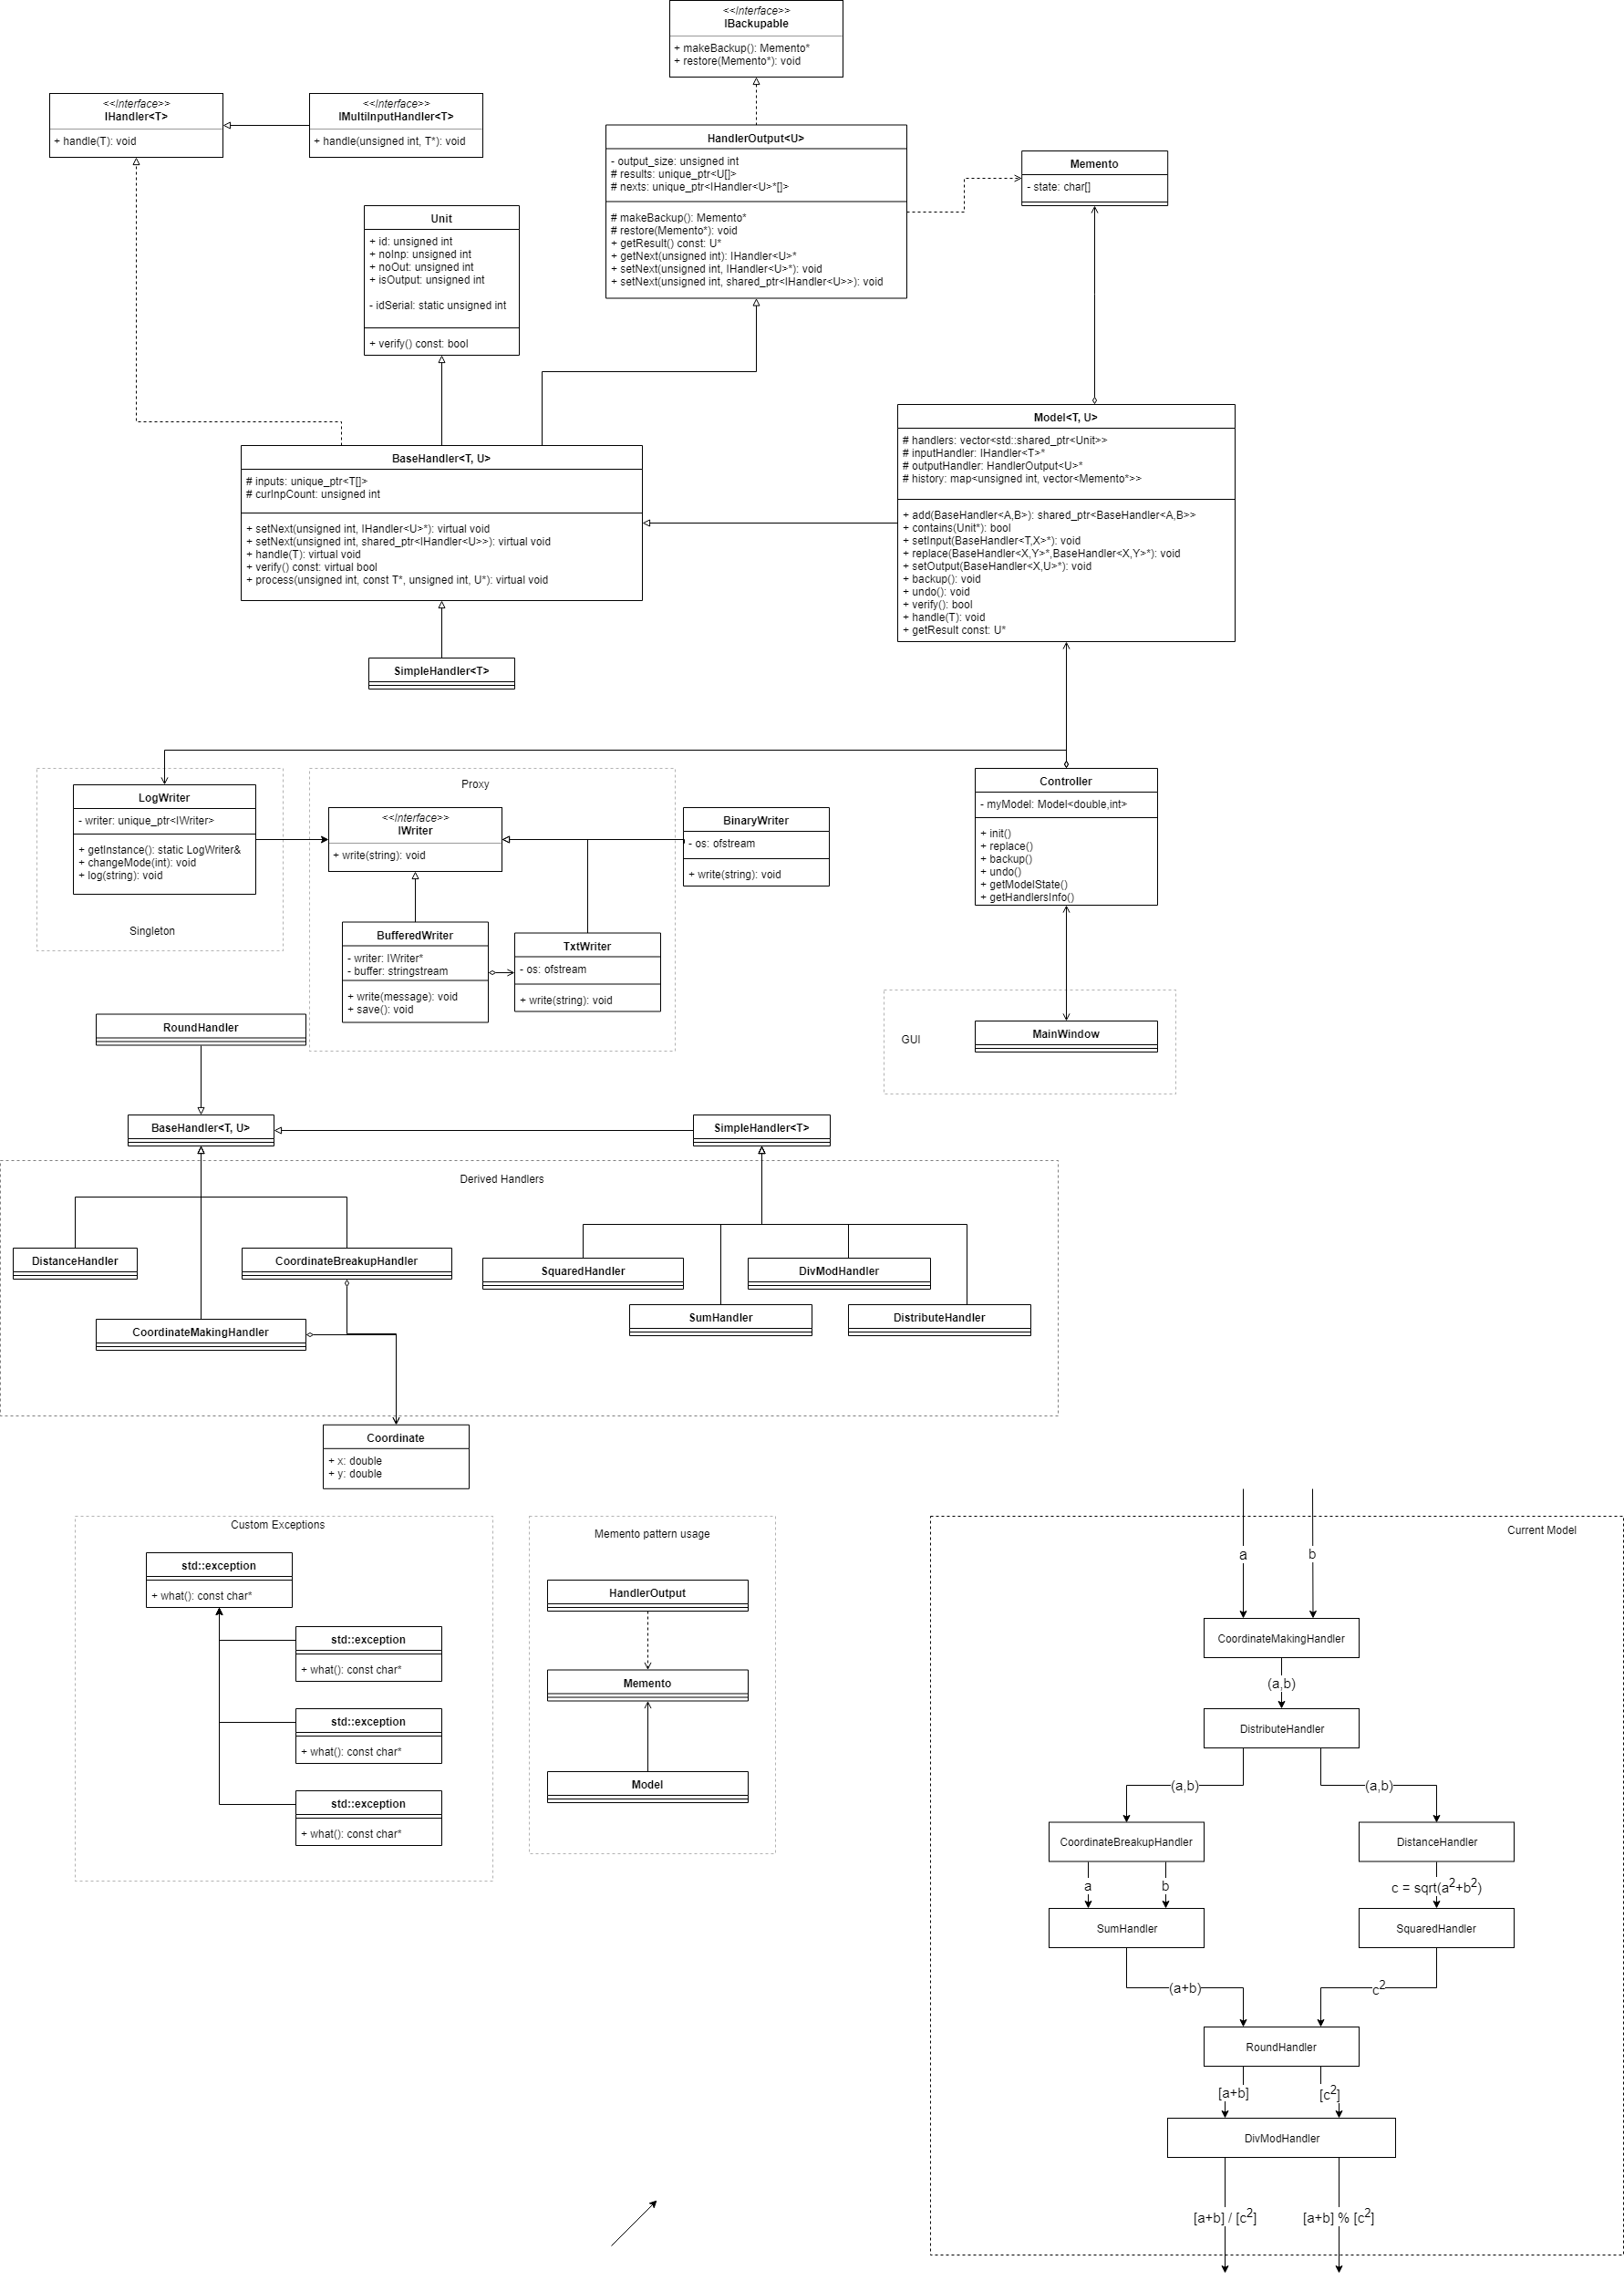 <<Interface>>
IBackupable
+ makeBackup(): Memento*
+ restore(Memento*): void
<<Interface>>
IHandler<T>
+ handle(T): void
<<Interface>>
IMultiInputHandler<T>
+ handle(unsigned int, T*): void
HandlerOutput<U>
- output_size: unsigned int
# results: unique_ptr<U[]>
# nexts: unique_ptr<IHandler<U>*[]>
# makeBackup(): Memento*
# restore(Memento*): void
+ getResult() const: U*
+ getNext(unsigned int): IHandler<U>*
+ setNext(unsigned int, IHandler<U>*): void
+ setNext(unsigned int, shared_ptr<IHandler<U>>): void
Memento
- state: char[]
Unit
+ id: unsigned int
+ noInp: unsigned int
+ noOut: unsigned int
+ isOutput: unsigned int
- idSerial: static unsigned int
+ verify() const: bool
BaseHandler<T, U>
# inputs: unique_ptr<T[]>
# curInpCount: unsigned int
+ setNext(unsigned int, IHandler<U>*): virtual void
+ setNext(unsigned int, shared_ptr<IHandler<U>>): virtual void
+ handle(T): virtual void
+ verify() const: virtual bool
+ process(unsigned int, const T*, unsigned int, U*): virtual void
Model<T, U>
# handlers: vector<std::shared_ptr<Unit>>
# inputHandler: IHandler<T>*
# outputHandler: HandlerOutput<U>*
# history: map<unsigned int, vector<Memento*>>
+ add(BaseHandler<A,B>): shared_ptr<BaseHandler<A,B>>
+ contains(Unit*): bool
+ setInput(BaseHandler<T,X>*): void
+ replace(BaseHandler<X,Y>*,BaseHandler<X,Y>*): void
+ setOutput(BaseHandler<X,U>*): void
+ backup(): void
+ undo(): void
+ verify(): bool
+ handle(T): void
+ getResult const: U*
SimpleHandler<T>
LogWriter
- writer: unique_ptr<IWriter>
+ getInstance(): static LogWriter&
+ changeMode(int): void
+ log(string): void
Singleton
Proxy
<<Interface>>
IWriter
+ write(string): void
BinaryWriter
- os: ofstream
+ write(string): void
BufferedWriter
- writer: IWriter*
- buffer: stringstream
+ write(message): void
+ save(): void
TxtWriter
- os: ofstream
+ write(string): void
Controller
- myModel: Model<double,int>
+ init()
+ replace()
+ backup()
+ undo()
+ getModelState()
+ getHandlersInfo()
GUI
MainWindow
RoundHandler
BaseHandler<T, U>
SimpleHandler<T>
Derived Handlers
DistanceHandler
CoordinateBreakupHandler
CoordinateMakingHandler
SquaredHandler
DivModHandler
SumHandler
DistributeHandler
Coordinate
+ x: double
+ y: double
Custom Exceptions
std::exception
+ what(): const char*
std::exception
+ what(): const char*
std::exception
+ what(): const char*
std::exception
+ what(): const char*
Memento pattern usage
HandlerOutput
Memento
Model
Current Model
a
b
CoordinateMakingHandler
(a,b)
DistributeHandler
(a,b)
(a,b)
CoordinateBreakupHandler
DistanceHandler
a
b
c = sqrt(a²+b²)
SumHandler
SquaredHandler
(a+b)
c²
RoundHandler
[a+b]
[c²]
DivModHandler
[a+b] / [c²]
[a+b] % [c²]